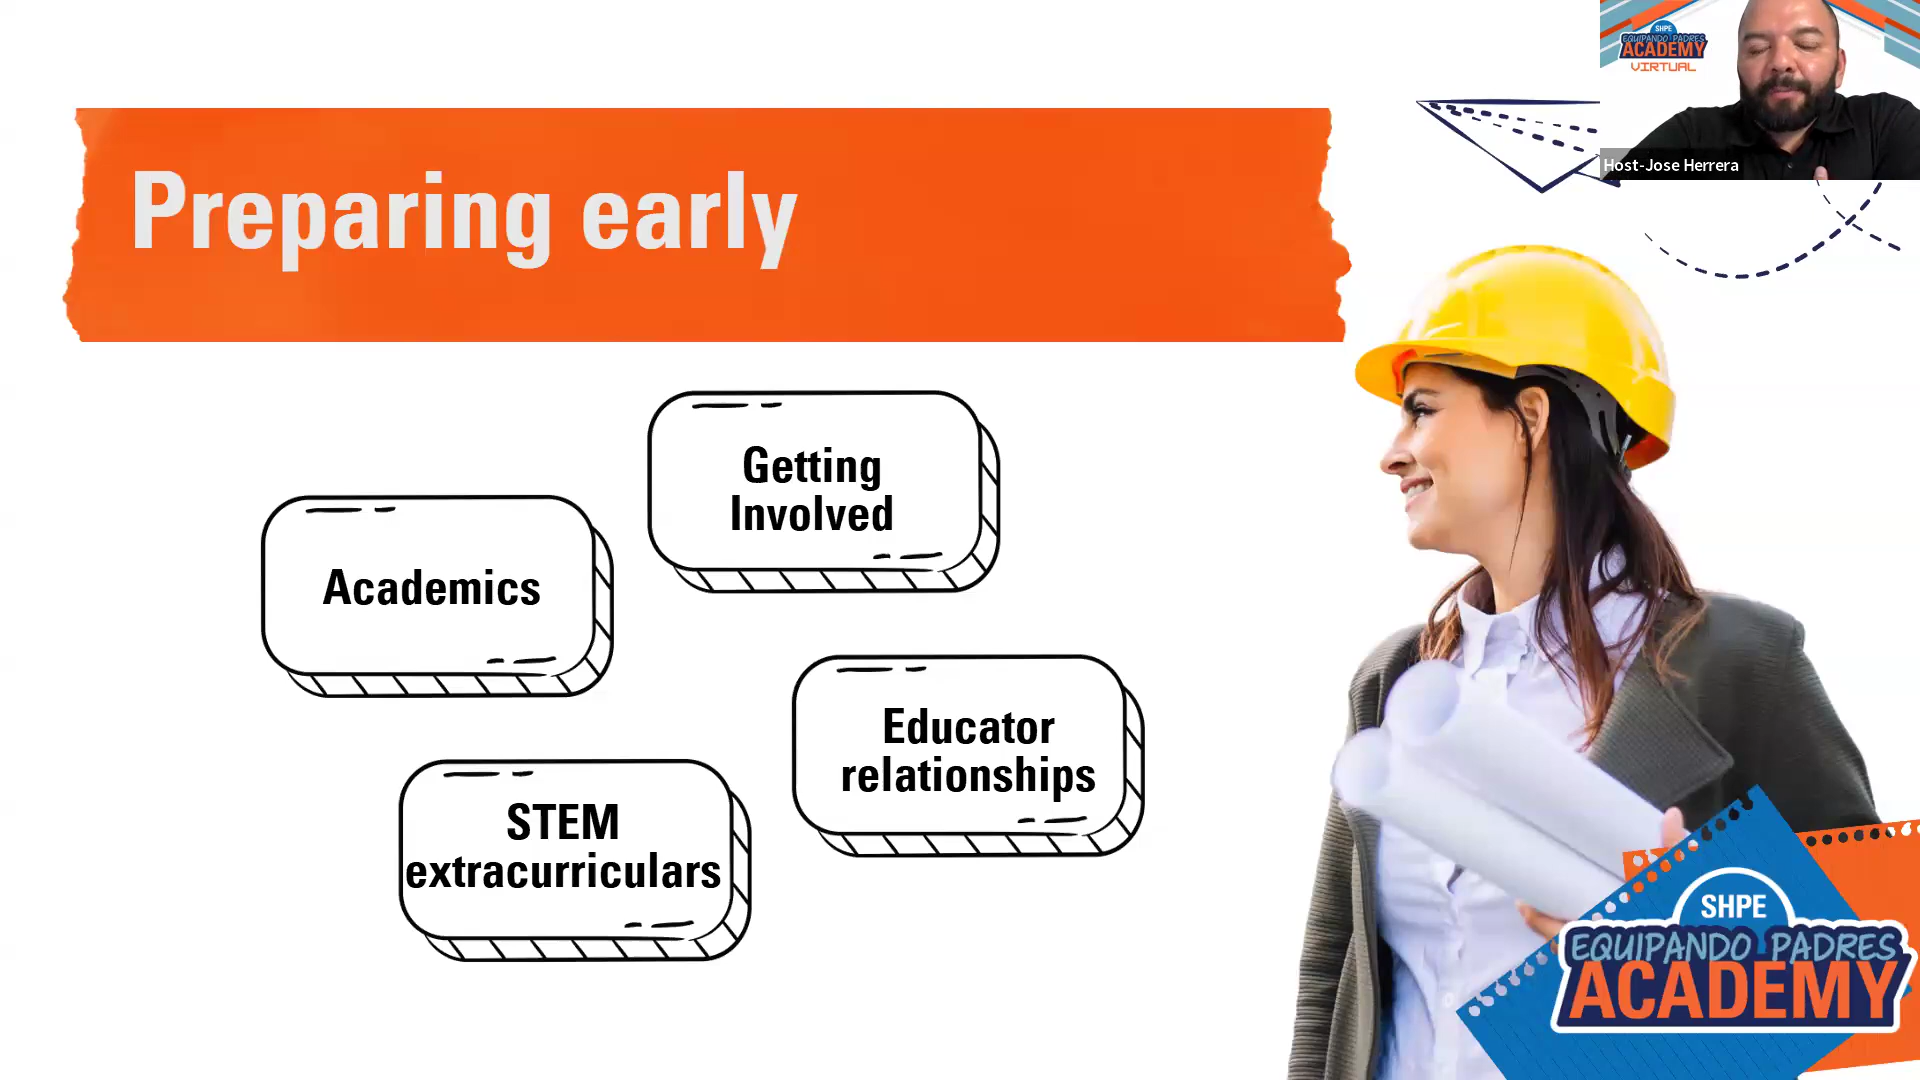 SHPE
EQUIPANDO PADRES
ACADEMY
VIRTUAL
Host-Jose Herrera
Preparing early
Getting
Involved
Academics
Educator
relationships
STEM
extracurriculars
SHPE
EQUIPANDO PADRES
ACADEMY